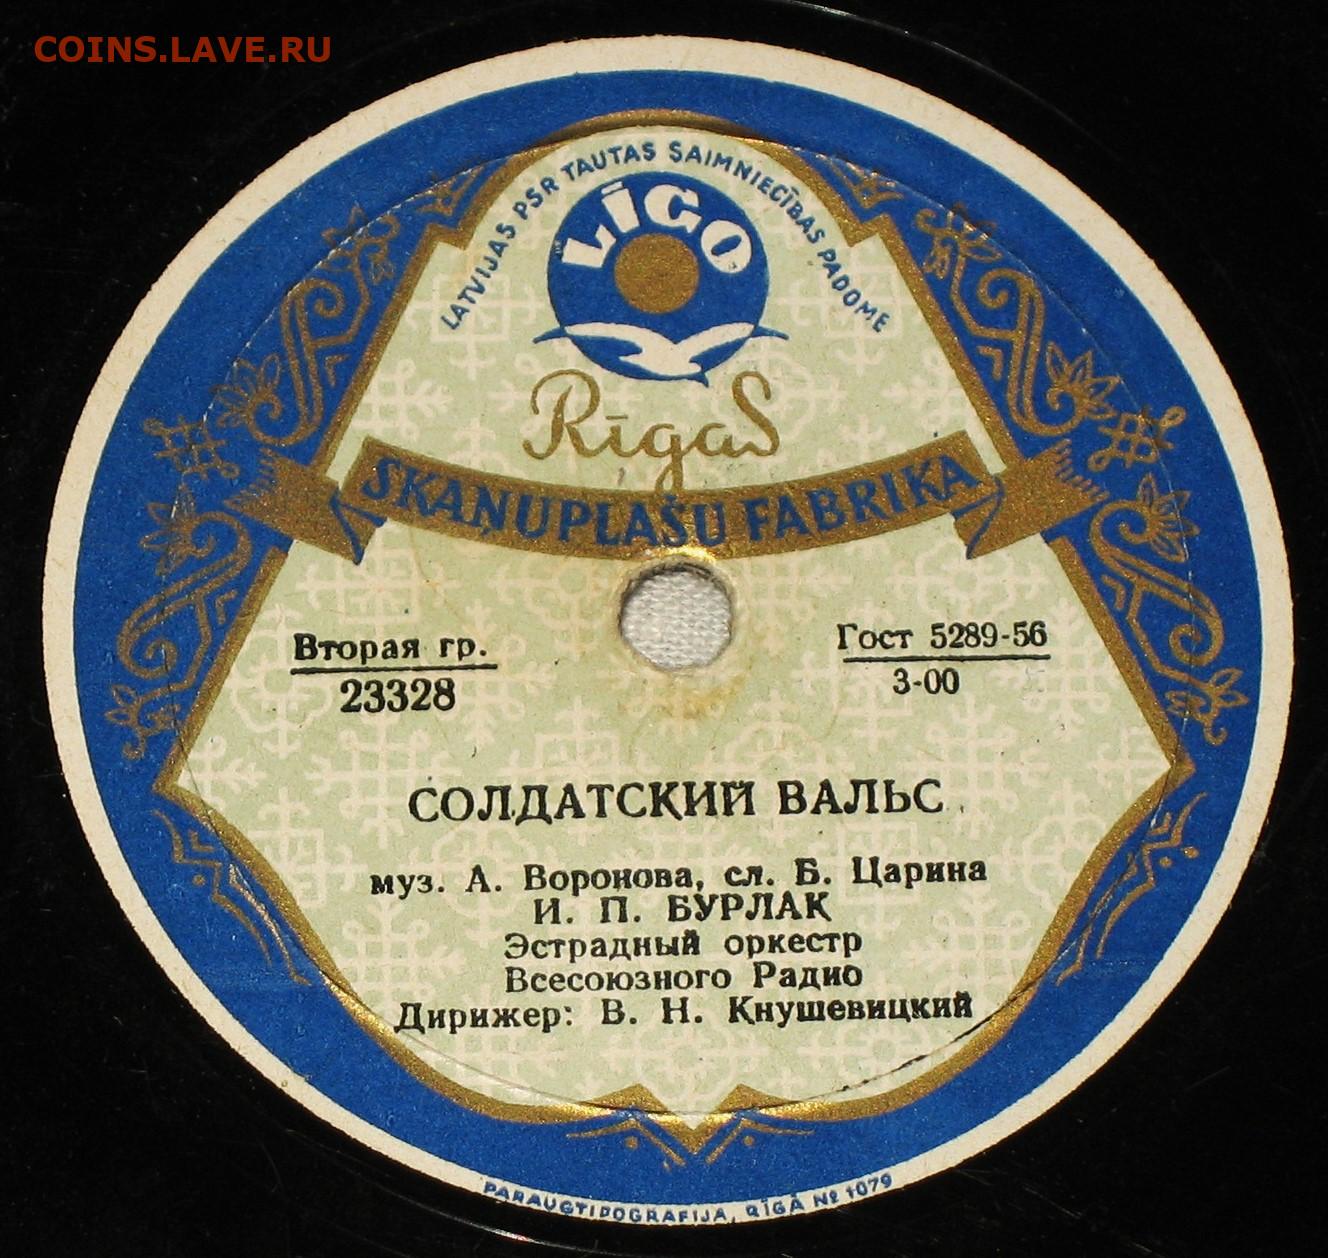 COINS.LAVE.RU
LATVIJAS PSR TAUTAS SAIMNIECĪBAS PADOME
LĪGO
Rīgas
SKAŅUPLAŠU FABRIKA
Вторая гр.
23328
Гост 5289-56
3-00
СОЛДАТСКИЙ ВАЛЬС
муз. А. Воронова, сл. Б. Царина
И. П. БУРЛАК
Эстрадный оркестр
Всесоюзного Радио
Дирижер: В. Н. Кнушевицкий
PARAUGTIPOGRAFIJA, RĪGĀ № 1079